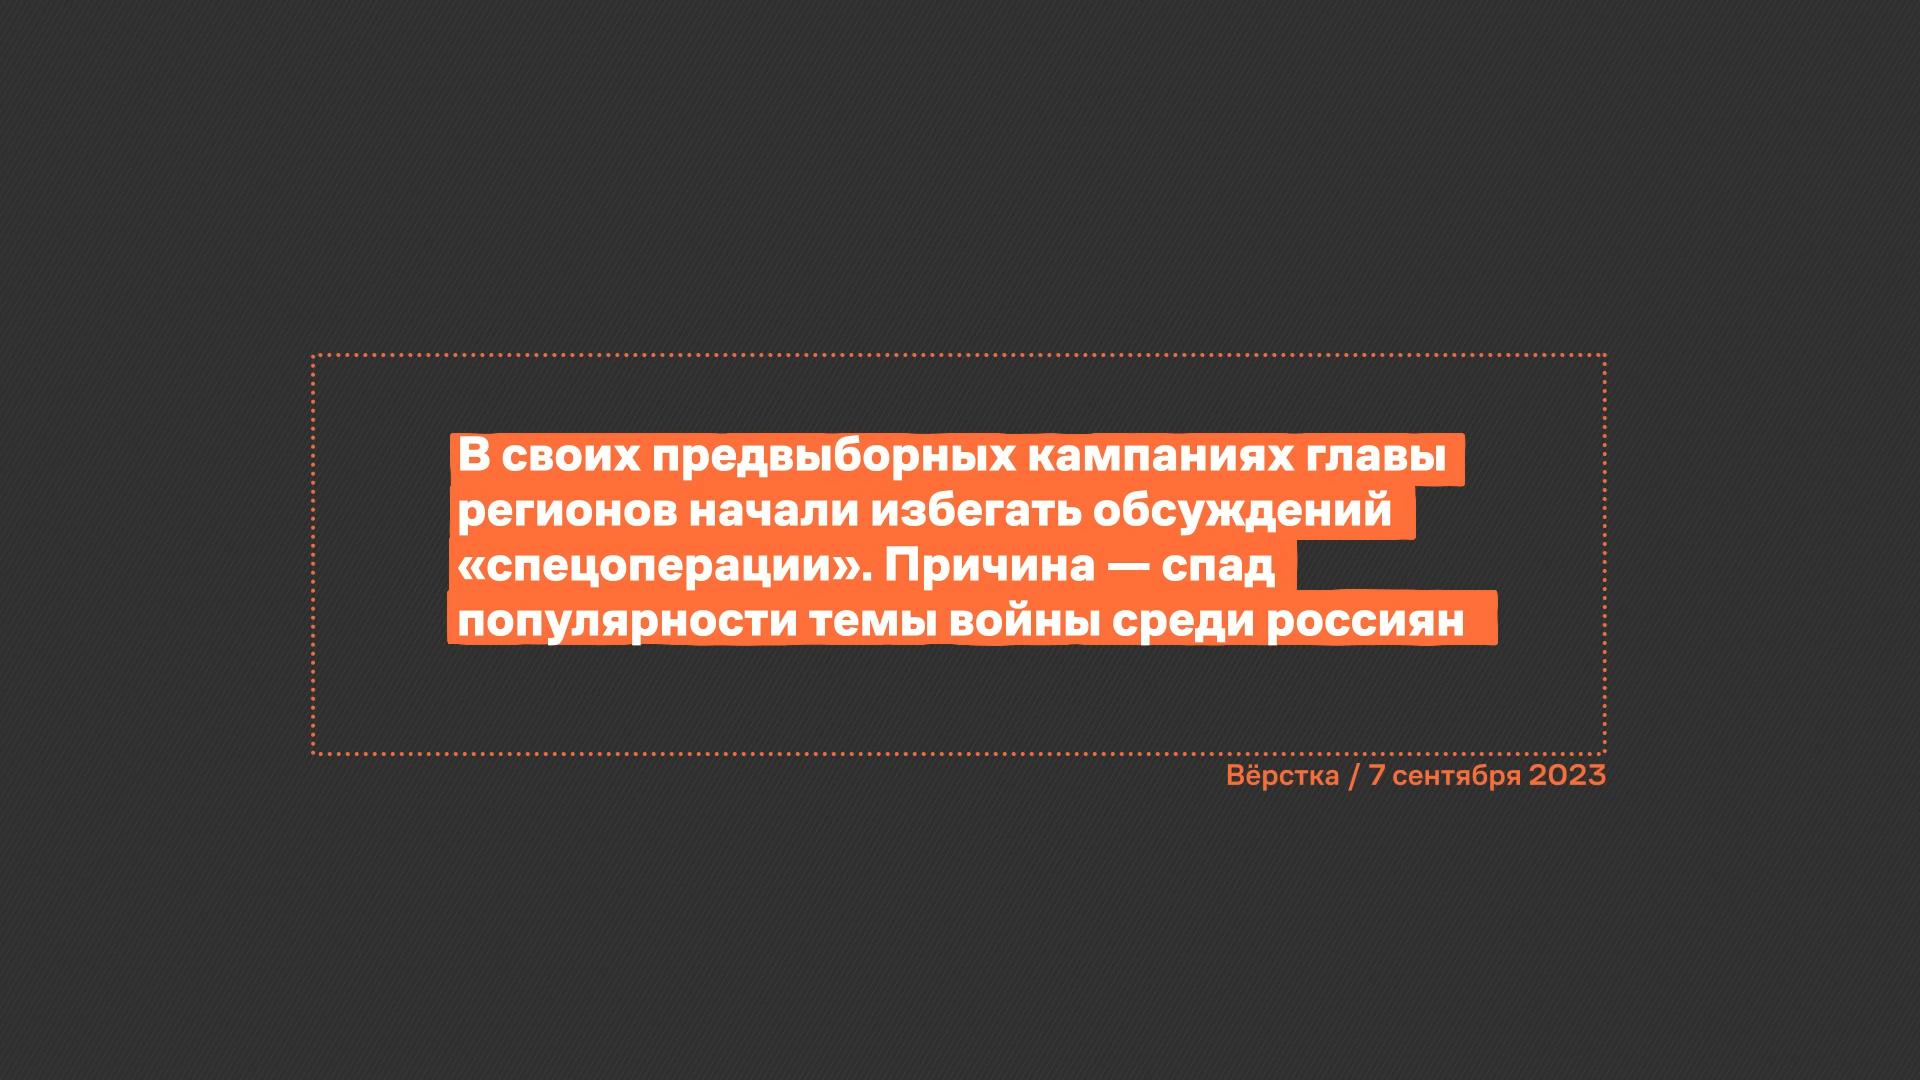 В своих предвыборных кампаниях главы
регионов начали избегать обсуждений
«спецоперации». Причина — спад
популярности темы войны среди россиян
Вёрстка / 7 сентября 2023